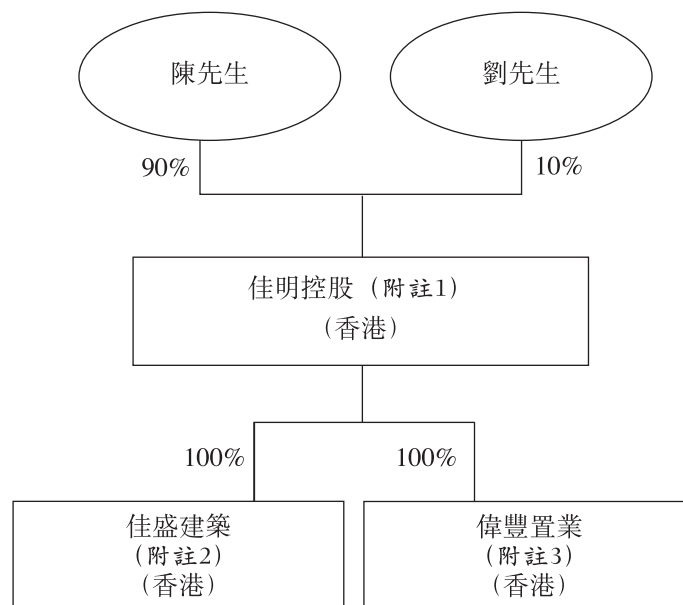 陳先生
劉先生
90%
10%
佳明控股（附註1）
（香港）
100%
100%
佳盛建築
（附註2）
（香港）
偉豐置業
（附註3）
（香港）